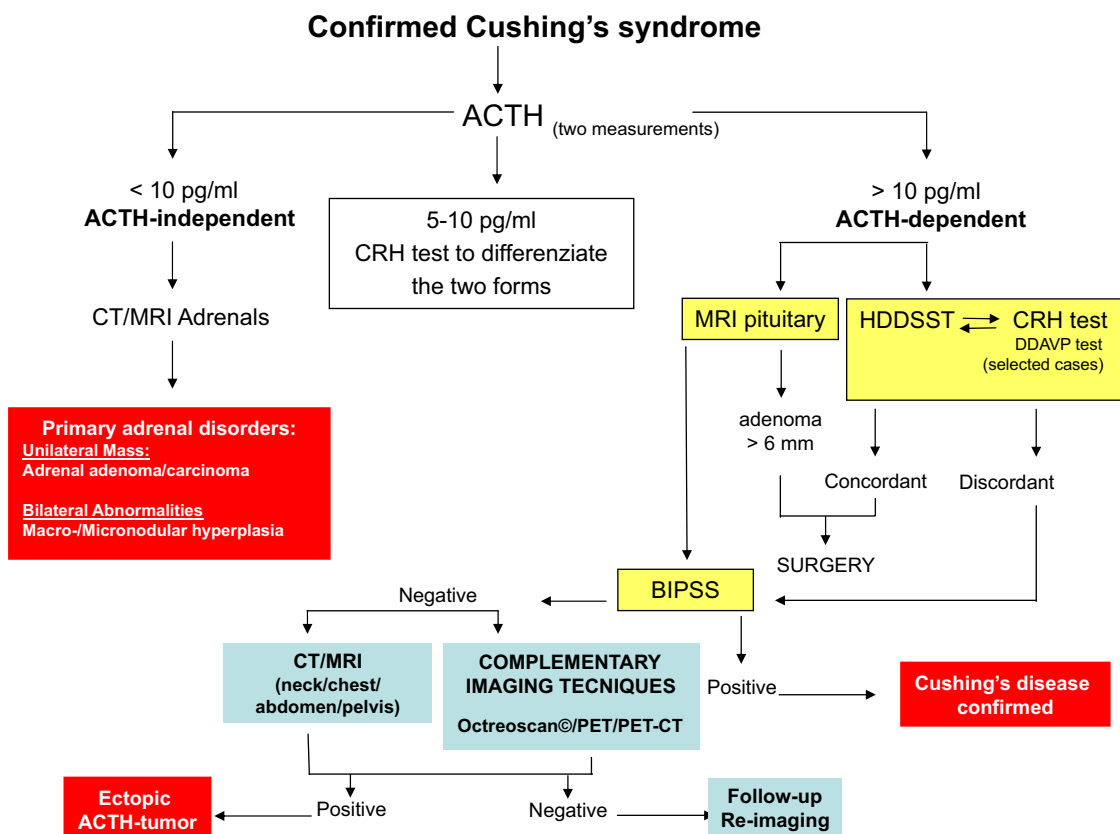 Confirmed Cushing's syndrome
ACTH (two measurements)
< 10 pg/ml
ACTH-independent
5-10 pg/ml
CRH test to differenziate
the two forms
> 10 pg/ml
ACTH-dependent
CT/MRI Adrenals
MRI pituitary
HDDSST
CRH test
DDAVP test
(selected cases)
Primary adrenal disorders:
Unilateral Mass:
Adrenal adenoma/carcinoma
Bilateral Abnormalities
Macro-/Micronodular hyperplasia
adenoma
> 6 mm
Concordant
Discordant
SURGERY
BIPSS
Negative
CT/MRI
(neck/chest/
abdomen/pelvis)
COMPLEMENTARY
IMAGING TECNIQUES
Octreoscan©/PET/PET-CT
Positive
Cushing's disease
confirmed
Ectopic
ACTH-tumor
Positive
Negative
Follow-up
Re-imaging